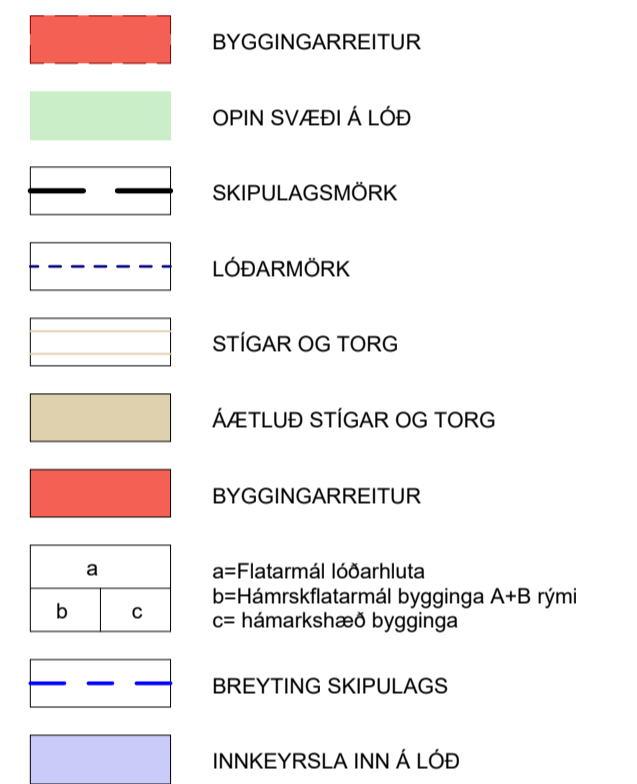 BYGGINGARREITUR
OPIN SVÆÐI Á LÓÐ
SKIPULAGSMÖRK
LÓÐARMÖRK
STÍGAR OG TORG
ÁÆTLUÐ STÍGAR OG TORG
BYGGINGARREITUR
a
b c
a=Flatarmál lóðarhluta
b=Hámrskflatarmál bygginga A+B rými
c= hámarkshæð bygginga
BREYTING SKIPULAGS
INNKEYRSLA INN Á LÓÐ